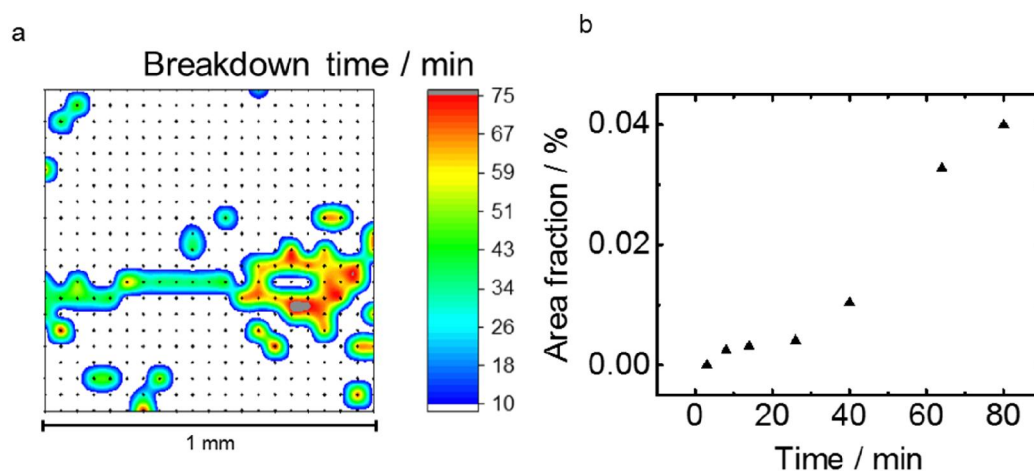 a
Breakdown time / min
75
67
59
51
43
34
26
18
10
1 mm
b
Area fraction / %
0.04
0.02
0.00
0 20 40 60 80
Time / min